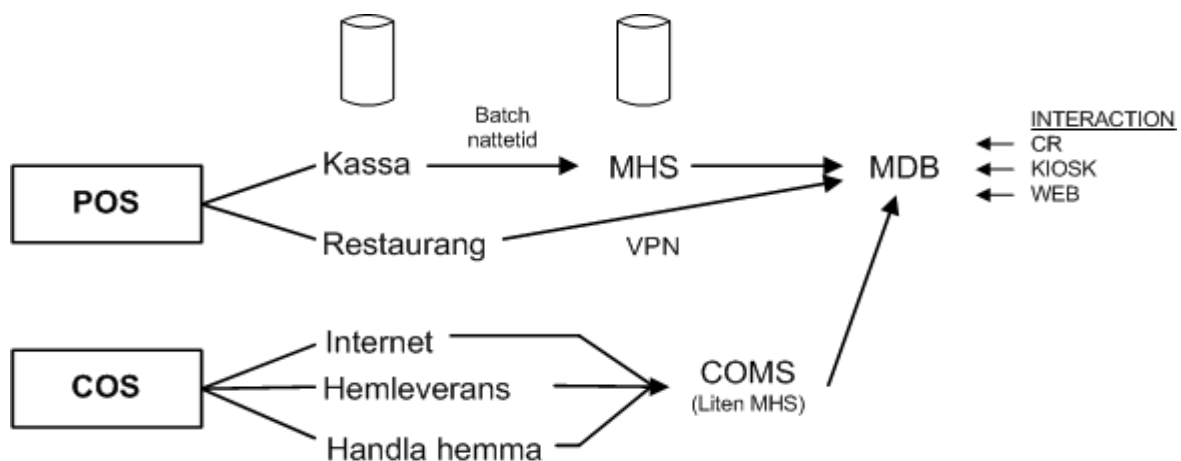 Batch
nattetid
INTERACTION
CR
KIOSK
WEB
Kassa
MHS
MDB
POS
Restaurang
VPN
Internet
COS
Hemleverans
COMS
(Liten MHS)
Handla hemma